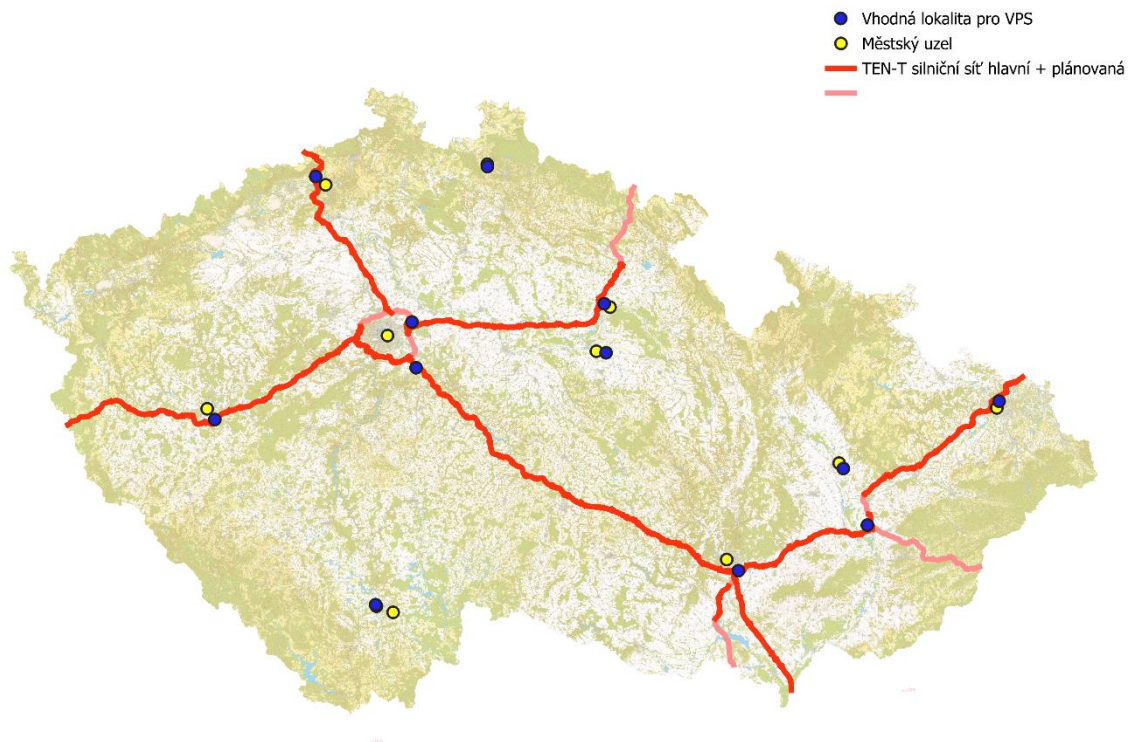 Vhodná lokalita pro VPS
Městský uzel
TEN-T silniční síť hlavní + plánovaná